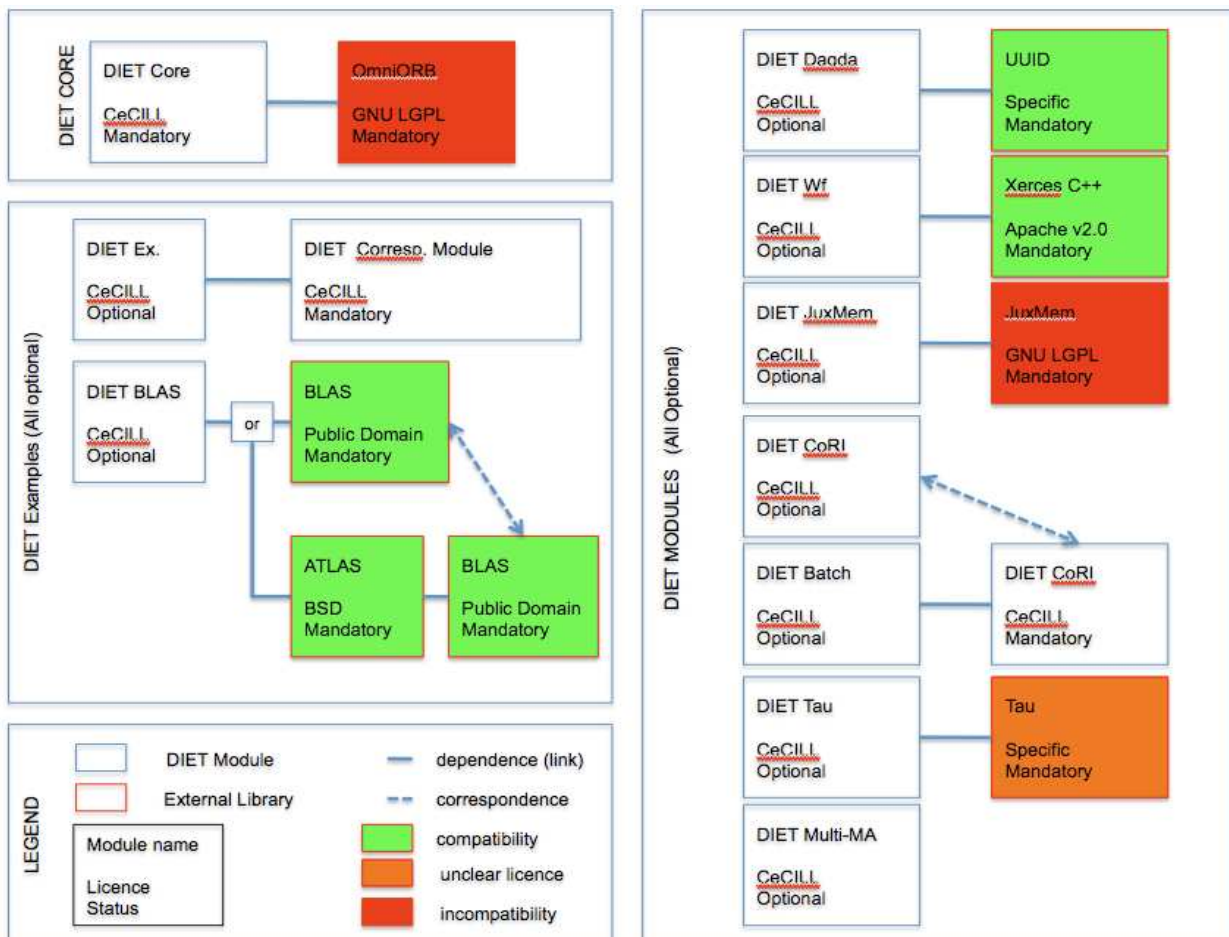 DIET CORE
DIET Core
CeCILL
Mandatory
OmniORB
GNU LGPL
Mandatory
DIET Examples (All optional)
DIET Ex.
CeCILL
Optional
DIET Corresp. Module
CeCILL
Mandatory
DIET BLAS
CeCILL
Optional
or
BLAS
Public Domain
Mandatory
ATLAS
BSD
Mandatory
BLAS
Public Domain
Mandatory
LEGEND
DIET Module
External Library
Module name
Licence
Status
dependence (link)
correspondence
compatibility
unclear licence
incompatibility
DIET MODULES (All Optional)
DIET Dagda
CeCILL
Optional
UUID
Specific
Mandatory
DIET Wf
CeCILL
Optional
Xerces C++
Apache v2.0
Mandatory
DIET JuxMem
CeCILL
Optional
JuxMem
GNU LGPL
Mandatory
DIET CoRI
CeCILL
Optional
DIET Batch
CeCILL
Optional
DIET CoRI
CeCILL
Mandatory
DIET Tau
CeCILL
Optional
Tau
Specific
Mandatory
DIET Multi-MA
CeCILL
Optional